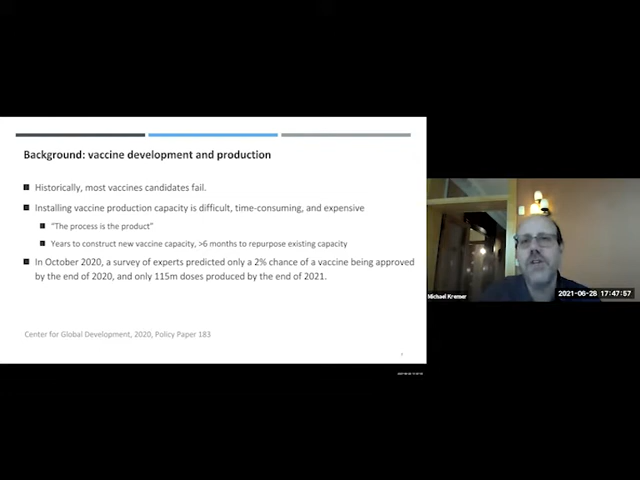 Background: vaccine development and production
Historically, most vaccines candidates fail.
Installing vaccine production capacity is difficult, time-consuming, and expensive
"The process is the product"
Years to construct new vaccine capacity, >6 months to repurpose existing capacity
In October 2020, a survey of experts predicted only a 2% chance of a vaccine being approved
by the end of 2020, and only 115m doses produced by the end of 2021.
Center for Global Development, 2020, Policy Paper 183
Michael Kremer
2021-06-28 17:47:57